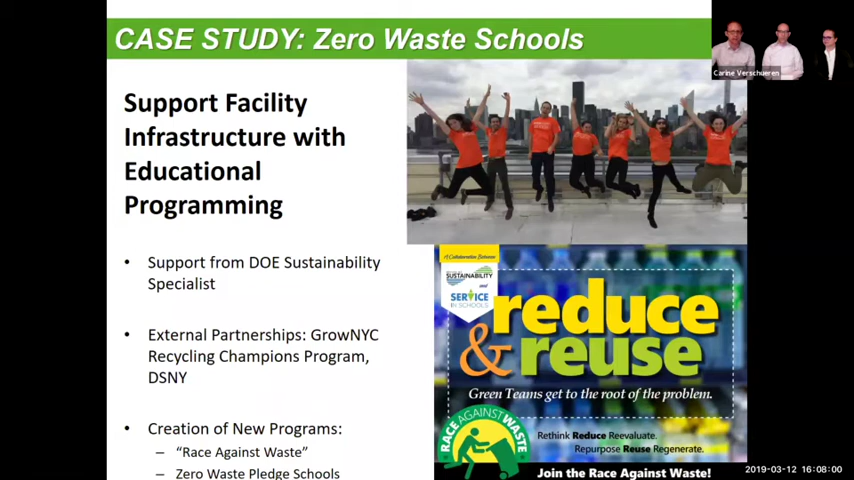 CASE STUDY: Zero Waste Schools
Carine Verschueren
Support Facility
Infrastructure with
Educational
Programming
• Support from DOE Sustainability
Specialist
• External Partnerships: GrowNYC
Recycling Champions Program,
DSNY
• Creation of New Programs:
– “Race Against Waste”
– Zero Waste Pledge Schools
A Collaboration Between
SUSTAINABILITY
and
SERVICE
IN SCHOOLS
reduce
& reuse
Green Teams get to the root of the problem.
RACE AGAINST WASTE
Rethink Reduce Reevaluate.
Repurpose Reuse Regenerate.
Join the Race Against Waste!
2019-03-12 16:08:00